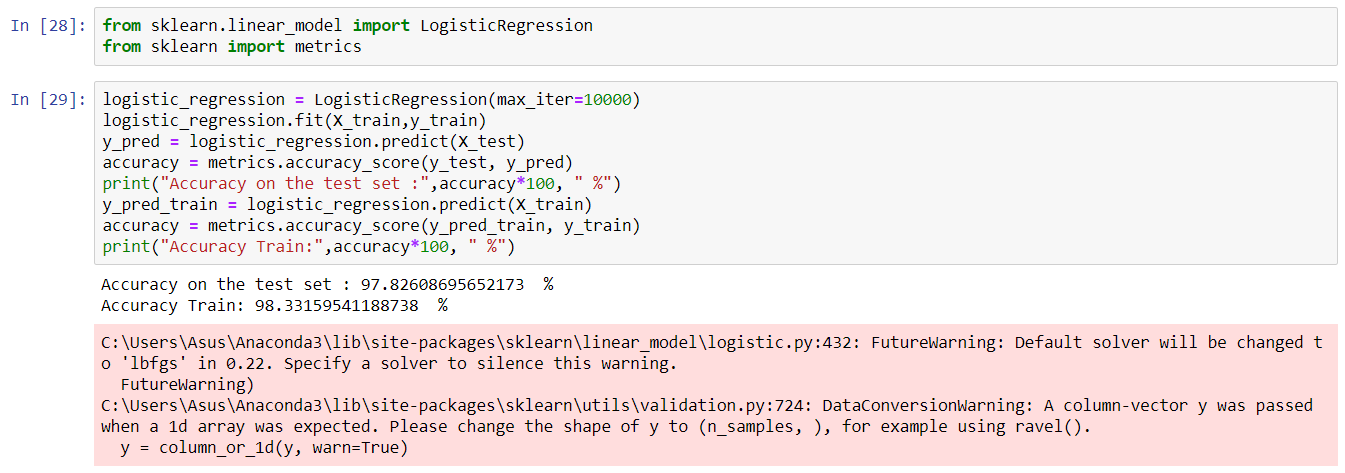 In [28]: from sklearn.linear_model import LogisticRegression
from sklearn import metrics
In [29]: logistic_regression = LogisticRegression(max_iter=10000)
logistic_regression.fit(X_train,y_train)
y_pred = logistic_regression.predict(X_test)
accuracy = metrics.accuracy_score(y_test, y_pred)
print("Accuracy on the test set :",accuracy*100, " %")
y_pred_train = logistic_regression.predict(X_train)
accuracy = metrics.accuracy_score(y_pred_train, y_train)
print("Accuracy Train:",accuracy*100, " %")
Accuracy on the test set : 97.82608695652173  %
Accuracy Train: 98.33159541188738  %
C:\Users\Asus\Anaconda3\lib\site-packages\sklearn\linear_model\logistic.py:432: FutureWarning: Default solver will be changed t
o 'lbfgs' in 0.22. Specify a solver to silence this warning.
  FutureWarning)
C:\Users\Asus\Anaconda3\lib\site-packages\sklearn\utils\validation.py:724: DataConversionWarning: A column-vector y was passed
when a 1d array was expected. Please change the shape of y to (n_samples, ), for example using ravel().
  y = column_or_1d(y, warn=True)